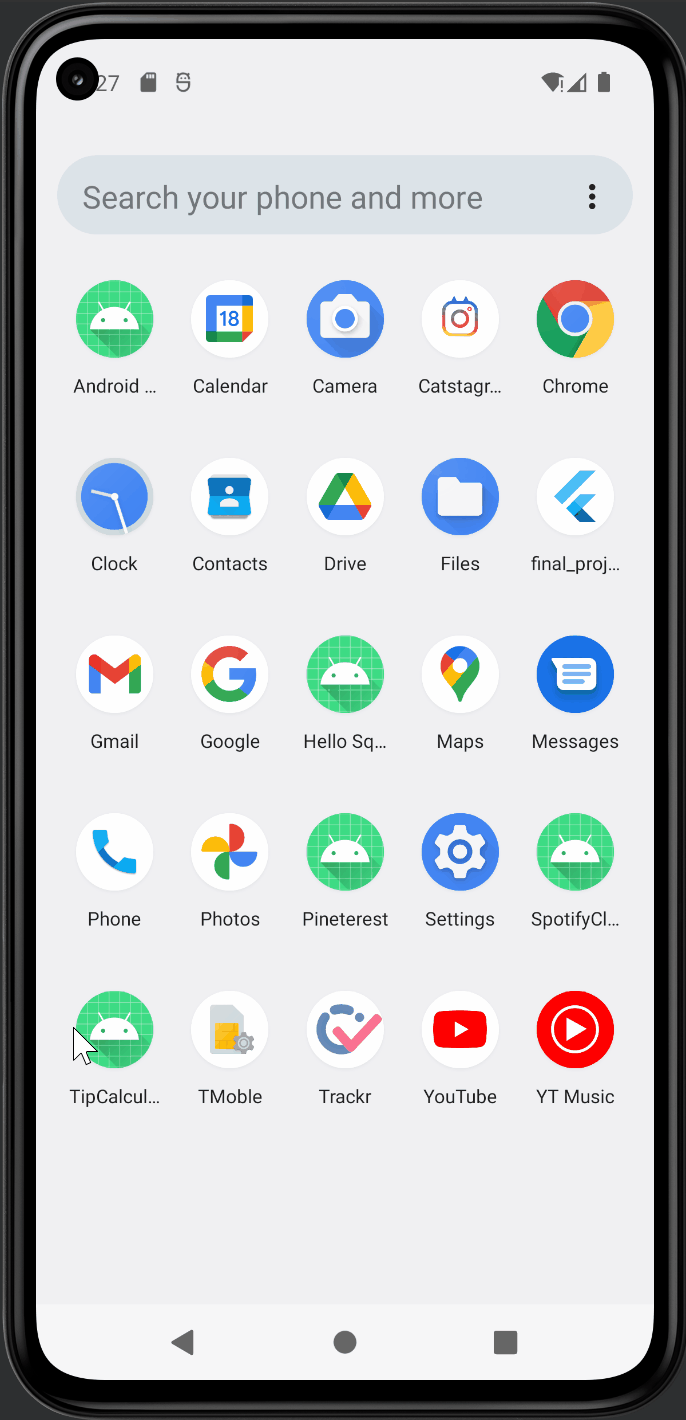 27
Search your phone and more
18
Android ...
Calendar
Camera
Catstagr...
Chrome
Clock
Contacts
Drive
Files
final_proj...
Gmail
Google
Hello Sq...
Maps
Messages
Phone
Photos
Pineterest
Settings
SpotifyCl...
TipCalcul...
TMoble
Trackr
YouTube
YT Music